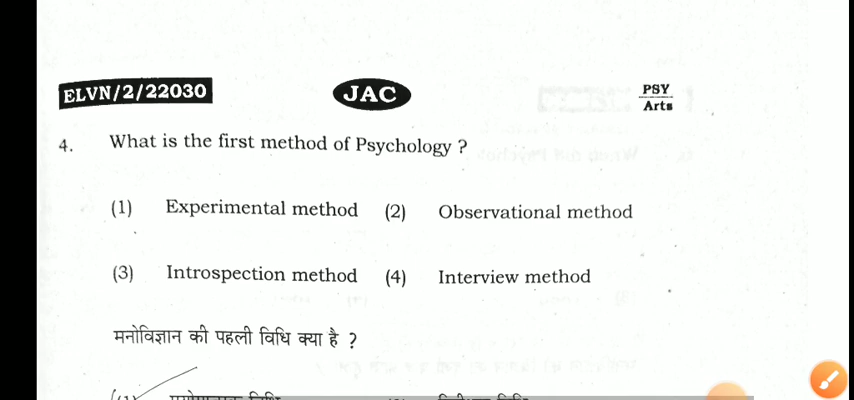 ELVN/2/22030 JAC PSY
Arts
4. What is the first method of Psychology ?
(1) Experimental method (2) Observational method
(3) Introspection method (4) Interview method
मनोविज्ञान की पहली विधि क्या है ?